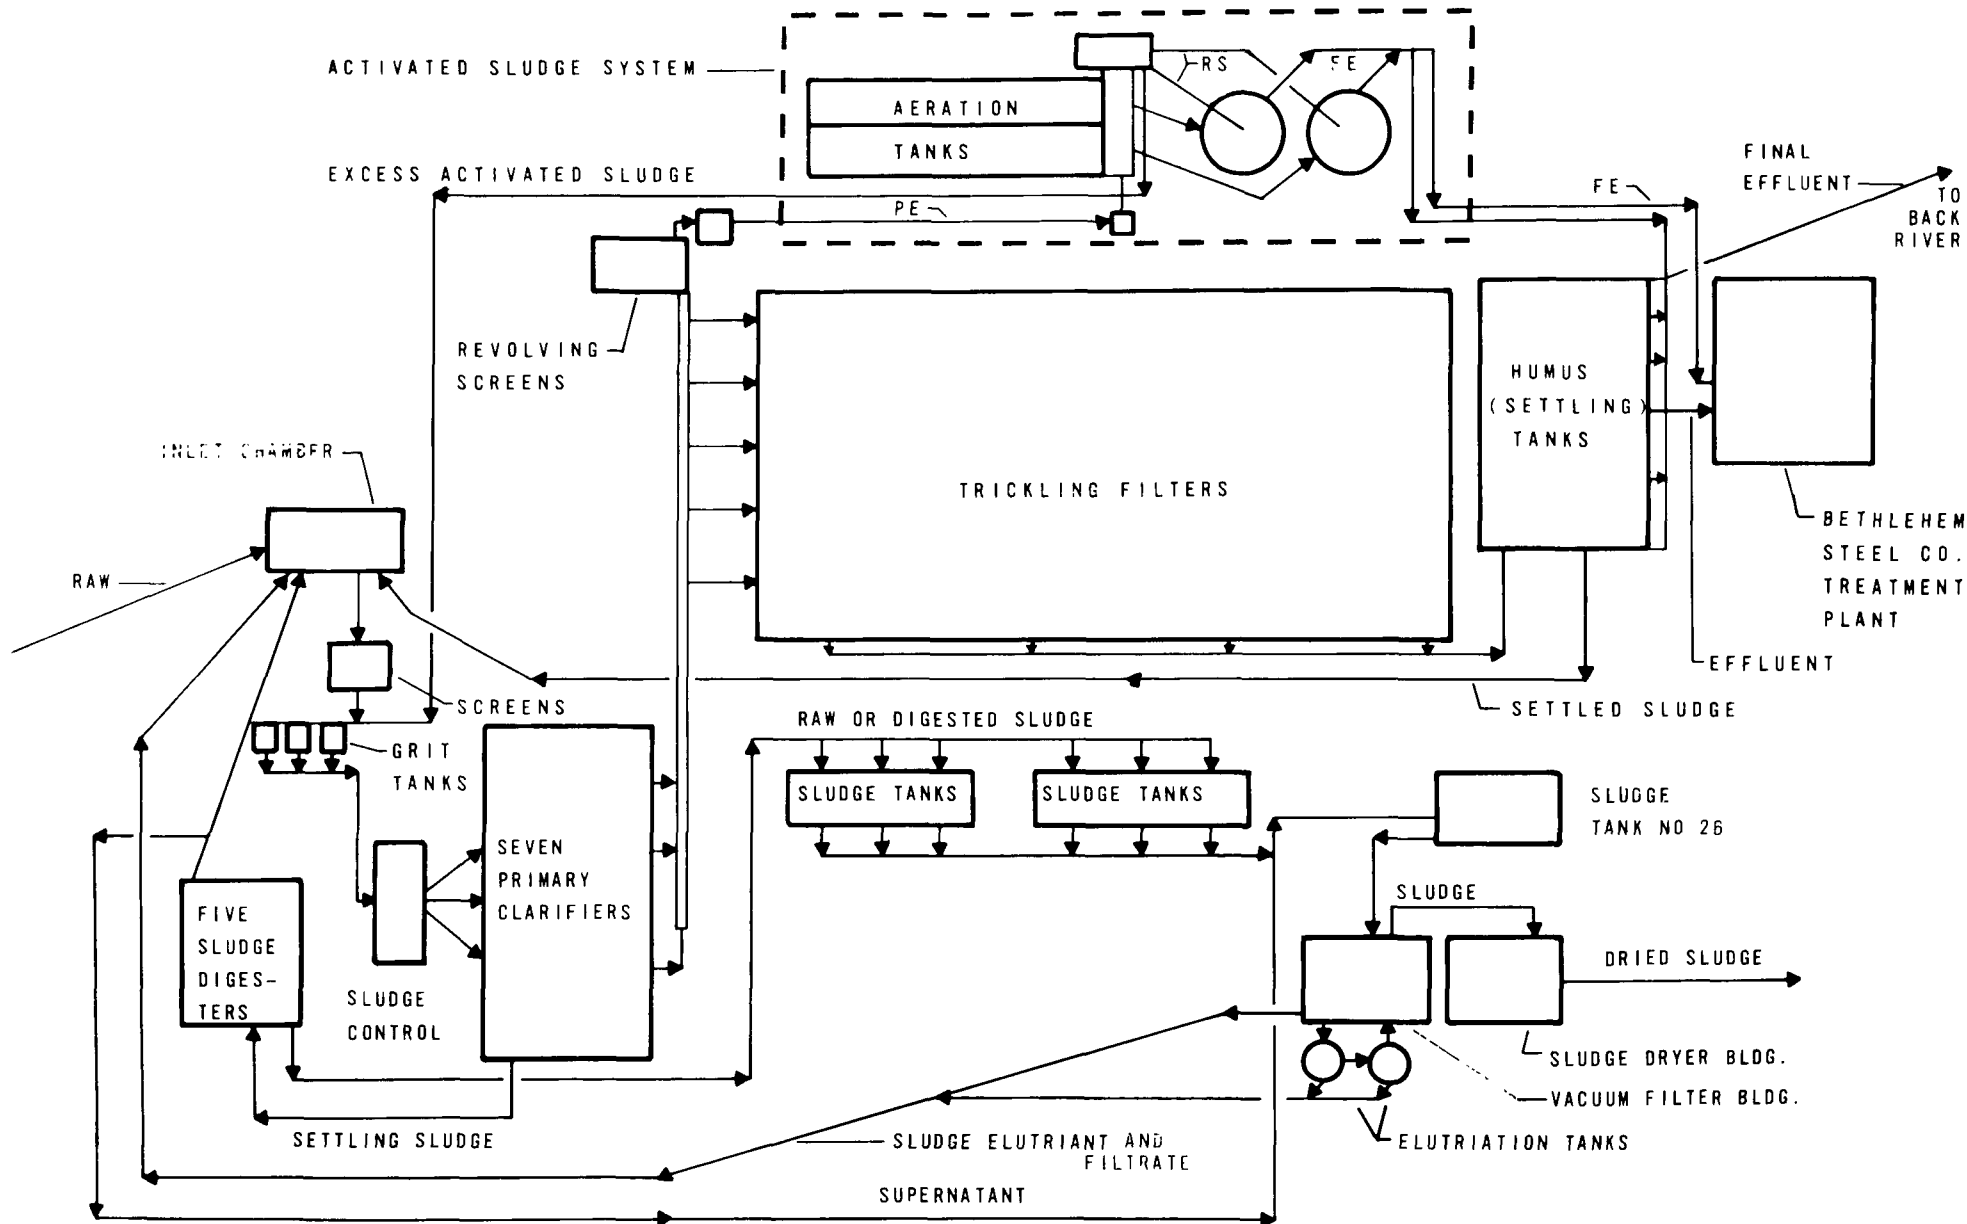 ACTIVATED SLUDGE SYSTEM
RS
FE
AERATION
TANKS
EXCESS ACTIVATED SLUDGE
PE
FE
FINAL
EFFLUENT
TO
BACK
RIVER
REVOLVING
SCREENS
HUMUS
(SETTLING)
TANKS
INLET CHAMBER
TRICKLING FILTERS
RAW
BETHLEHEM
STEEL CO.
TREATMENT
PLANT
EFFLUENT
SCREENS
SETTLED SLUDGE
RAW OR DIGESTED SLUDGE
GRIT
TANKS
SLUDGE TANKS
SLUDGE TANKS
SLUDGE
TANK NO 26
SEVEN
PRIMARY
CLARIFIERS
SLUDGE
FIVE
SLUDGE
DIGES-
TERS
DRIED SLUDGE
SLUDGE
CONTROL
SLUDGE DRYER BLDG.
VACUUM FILTER BLDG.
SETTLING SLUDGE
SLUDGE ELUTRIANT AND
FILTRATE
ELUTRIATION TANKS
SUPERNATANT